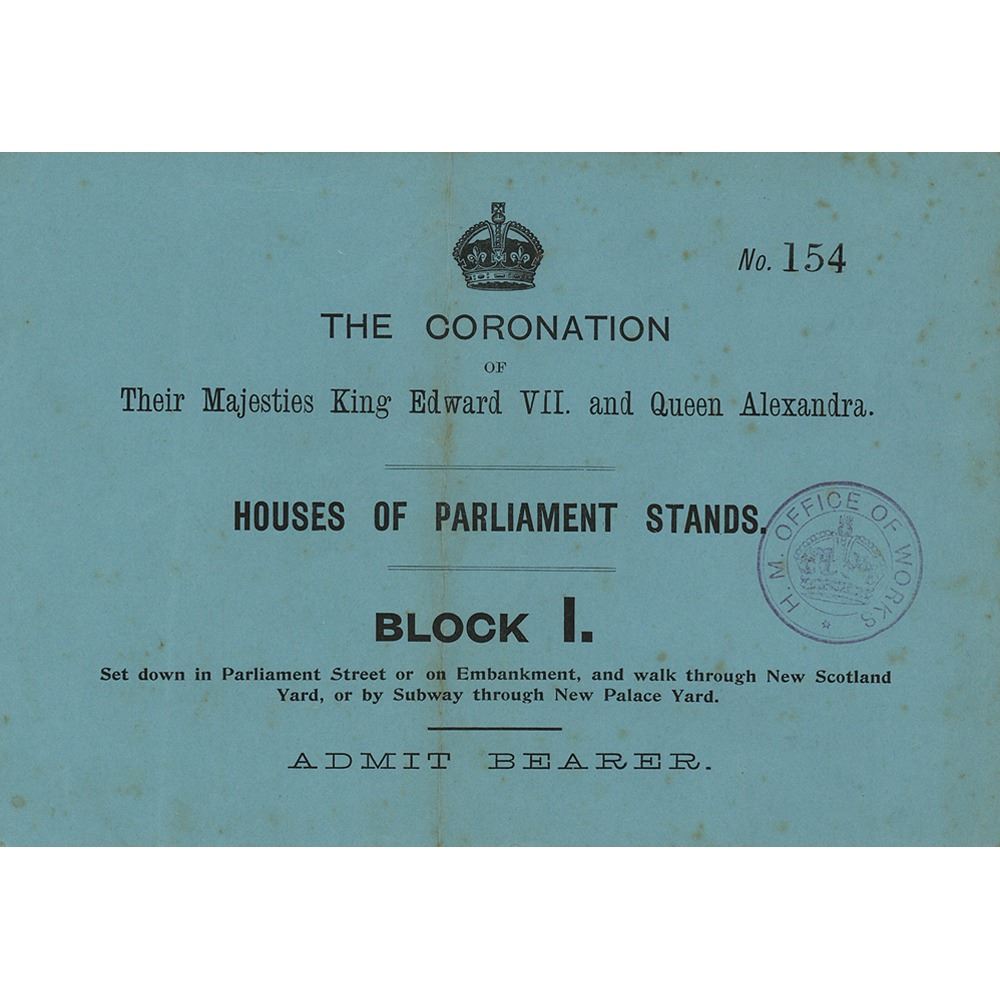 No. 154
THE CORONATION
OF
Their Majesties King Edward VII. and Queen Alexandra.
HOUSES OF PARLIAMENT STANDS.
H. M. OFFICE OF WORKS
BLOCK I.
Set down in Parliament Street or on Embankment, and walk through New Scotland
Yard, or by Subway through New Palace Yard.
ADMIT BEARER.